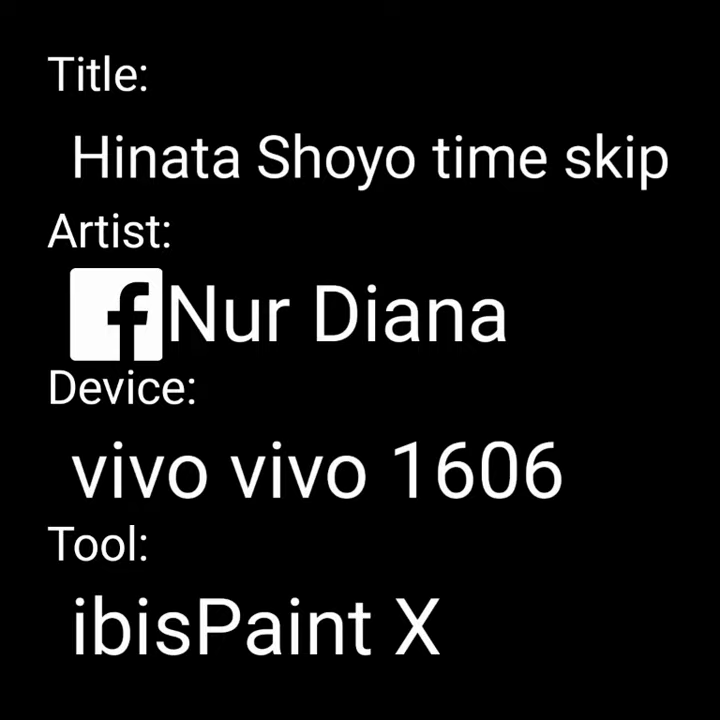 Title:
Hinata Shoyo time skip
Artist:
Nur Diana
Device:
vivo vivo 1606
Tool:
ibisPaint X